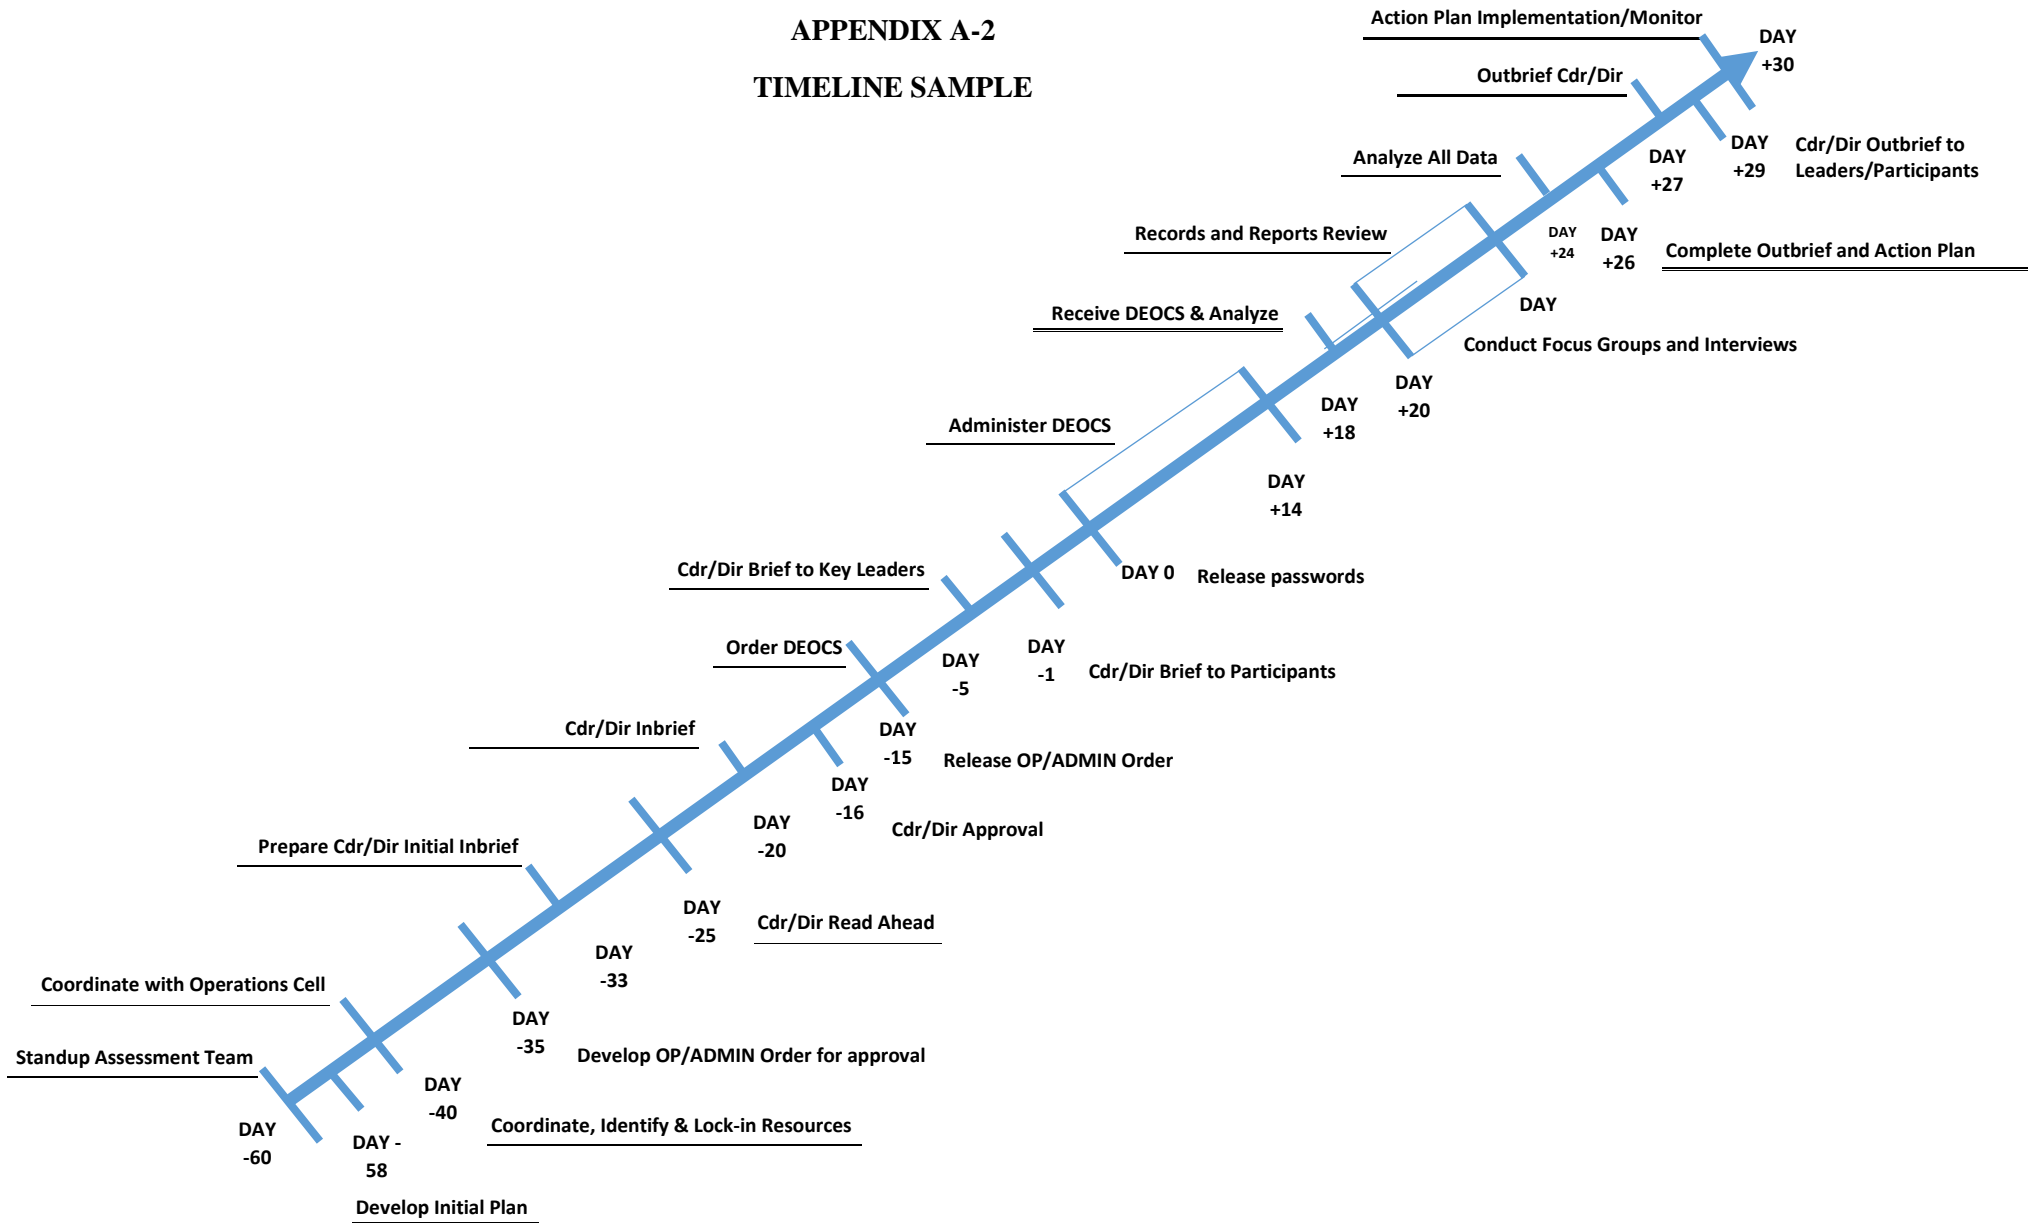 APPENDIX A-2
TIMELINE SAMPLE
Action Plan Implementation/Monitor
DAY
+30
Outbrief Cdr/Dir
DAY
+29
Cdr/Dir Outbrief to
Leaders/Participants
DAY
+27
Analyze All Data
DAY
+24
DAY
+26
Complete Outbrief and Action Plan
Records and Reports Review
DAY
Receive DEOCS & Analyze
Conduct Focus Groups and Interviews
DAY
+20
DAY
+18
Administer DEOCS
DAY
+14
Cdr/Dir Brief to Key Leaders
DAY 0
Release passwords
Order DEOCS
DAY
-5
DAY
-1
Cdr/Dir Brief to Participants
Cdr/Dir Inbrief
DAY
-15
Release OP/ADMIN Order
DAY
-16
Cdr/Dir Approval
DAY
-20
Prepare Cdr/Dir Initial Inbrief
DAY
-25
Cdr/Dir Read Ahead
DAY
-33
Coordinate with Operations Cell
DAY
-35
Develop OP/ADMIN Order for approval
Standup Assessment Team
DAY
-40
Coordinate, Identify & Lock-in Resources
DAY
-60
DAY -
58
Develop Initial Plan